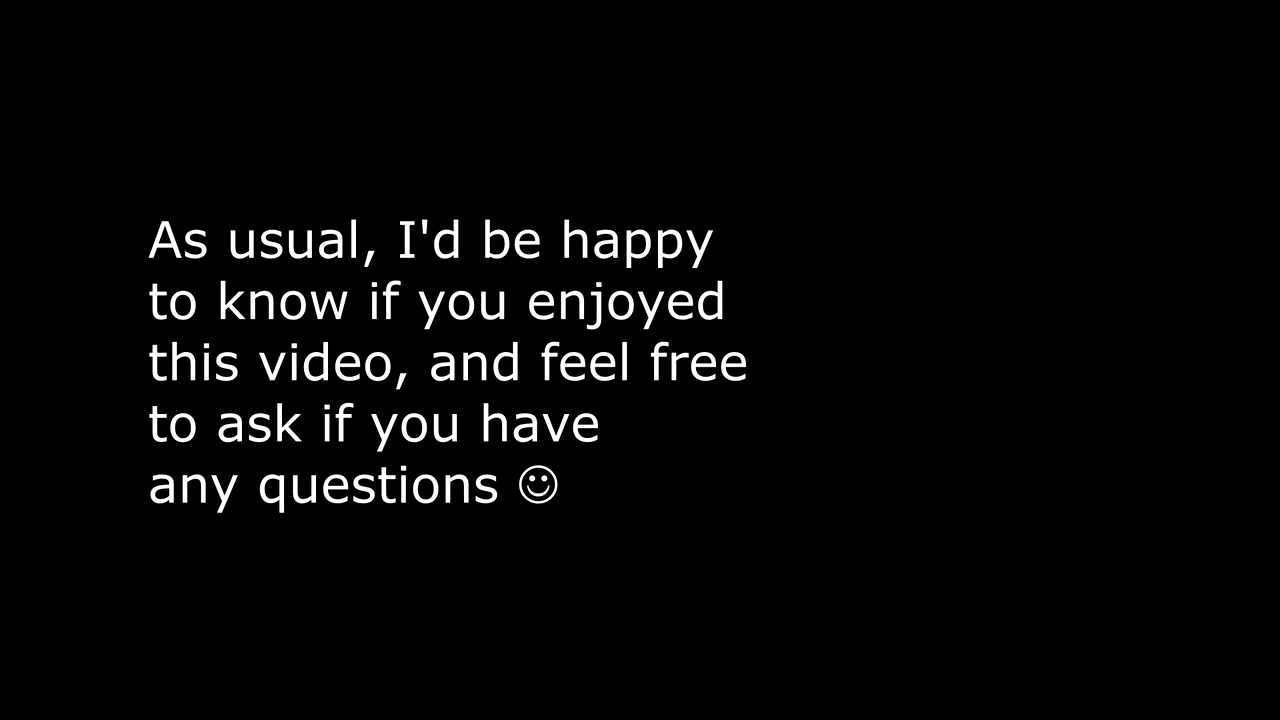 As usual, I'd be happy
to know if you enjoyed
this video, and feel free
to ask if you have
any questions ☺